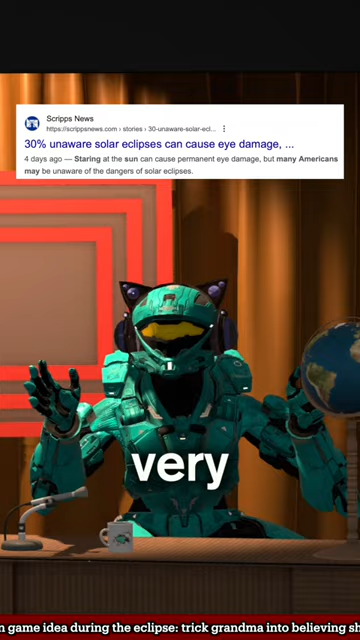 Scripps News
https://scrippsnews.com › stories › 30-unaware-solar-ecl...
30% unaware solar eclipses can cause eye damage, ...
4 days ago — Staring at the sun can cause permanent eye damage, but many Americans
may be unaware of the dangers of solar eclipses.
very
n game idea during the eclipse: trick grandma into believing sh